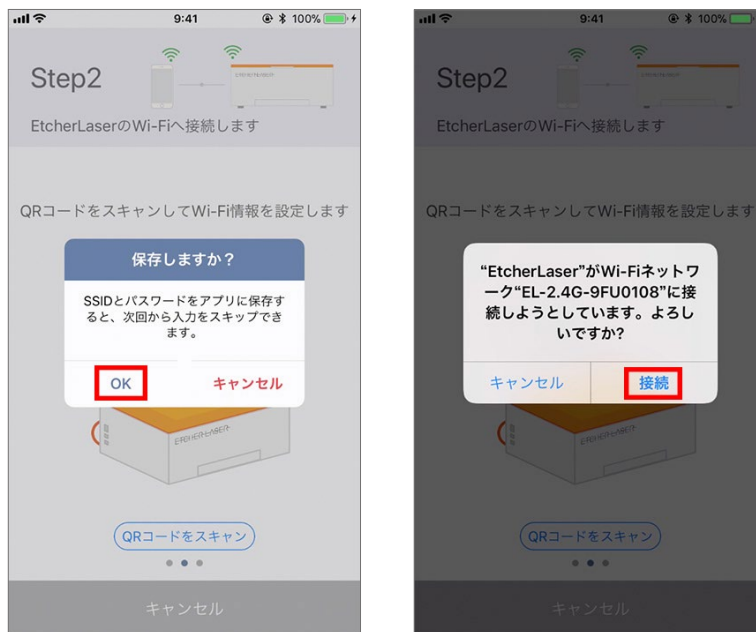 9:41
100%
Step2
EtcherLaserのWi-Fiへ接続します
QRコードをスキャンしてWi-Fi情報を設定します
保存しますか？
SSIDとパスワードをアプリに保存す
ると、次回から入力をスキップでき
ます。
OK
キャンセル
QRコードをスキャン
キャンセル
9:41
100%
Step2
EtcherLaserのWi-Fiへ接続します
QRコードをスキャンしてWi-Fi情報を設定します
“EtcherLaser”がWi-Fiネットワ
ーク“EL-2.4G-9FU0108”に接
続しようとしています。よろし
いですか?
キャンセル
接続
QRコードをスキャン
キャンセル